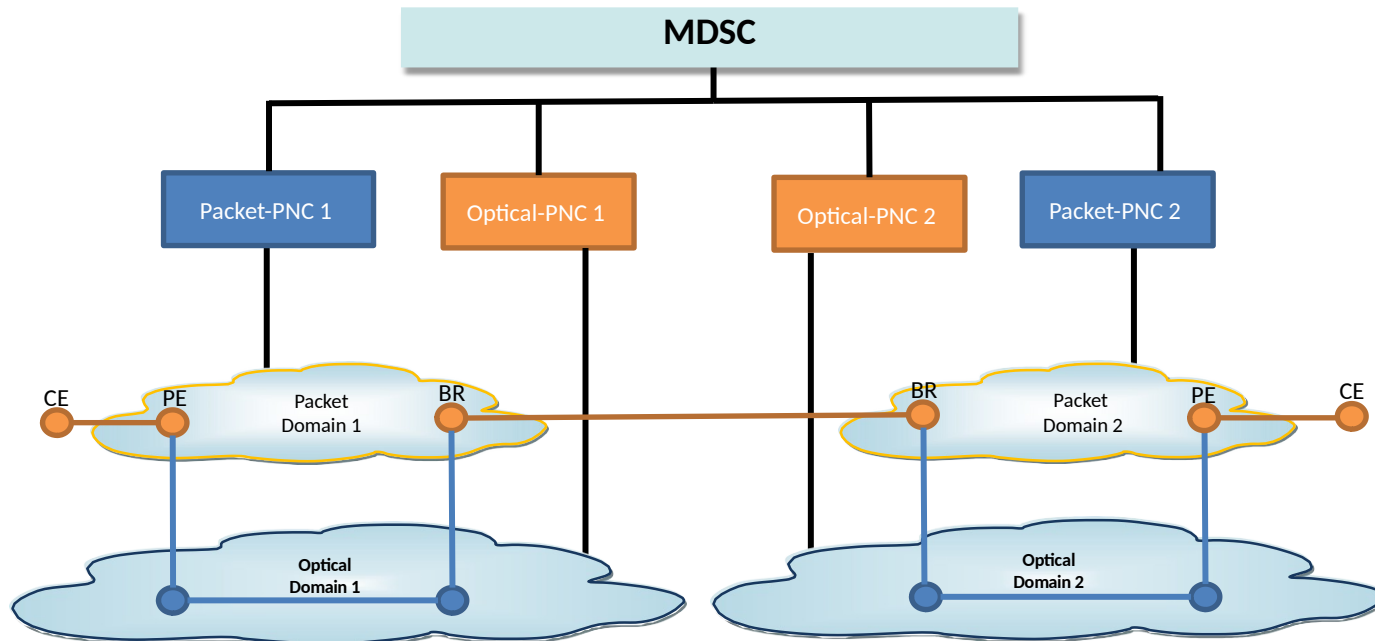 MDSC
Packet-PNC 1
Optical-PNC 1
Optical-PNC 2
Packet-PNC 2
CE
PE
Packet
Domain 1
BR
BR
Packet
Domain 2
PE
CE
Optical
Domain 1
Optical
Domain 2